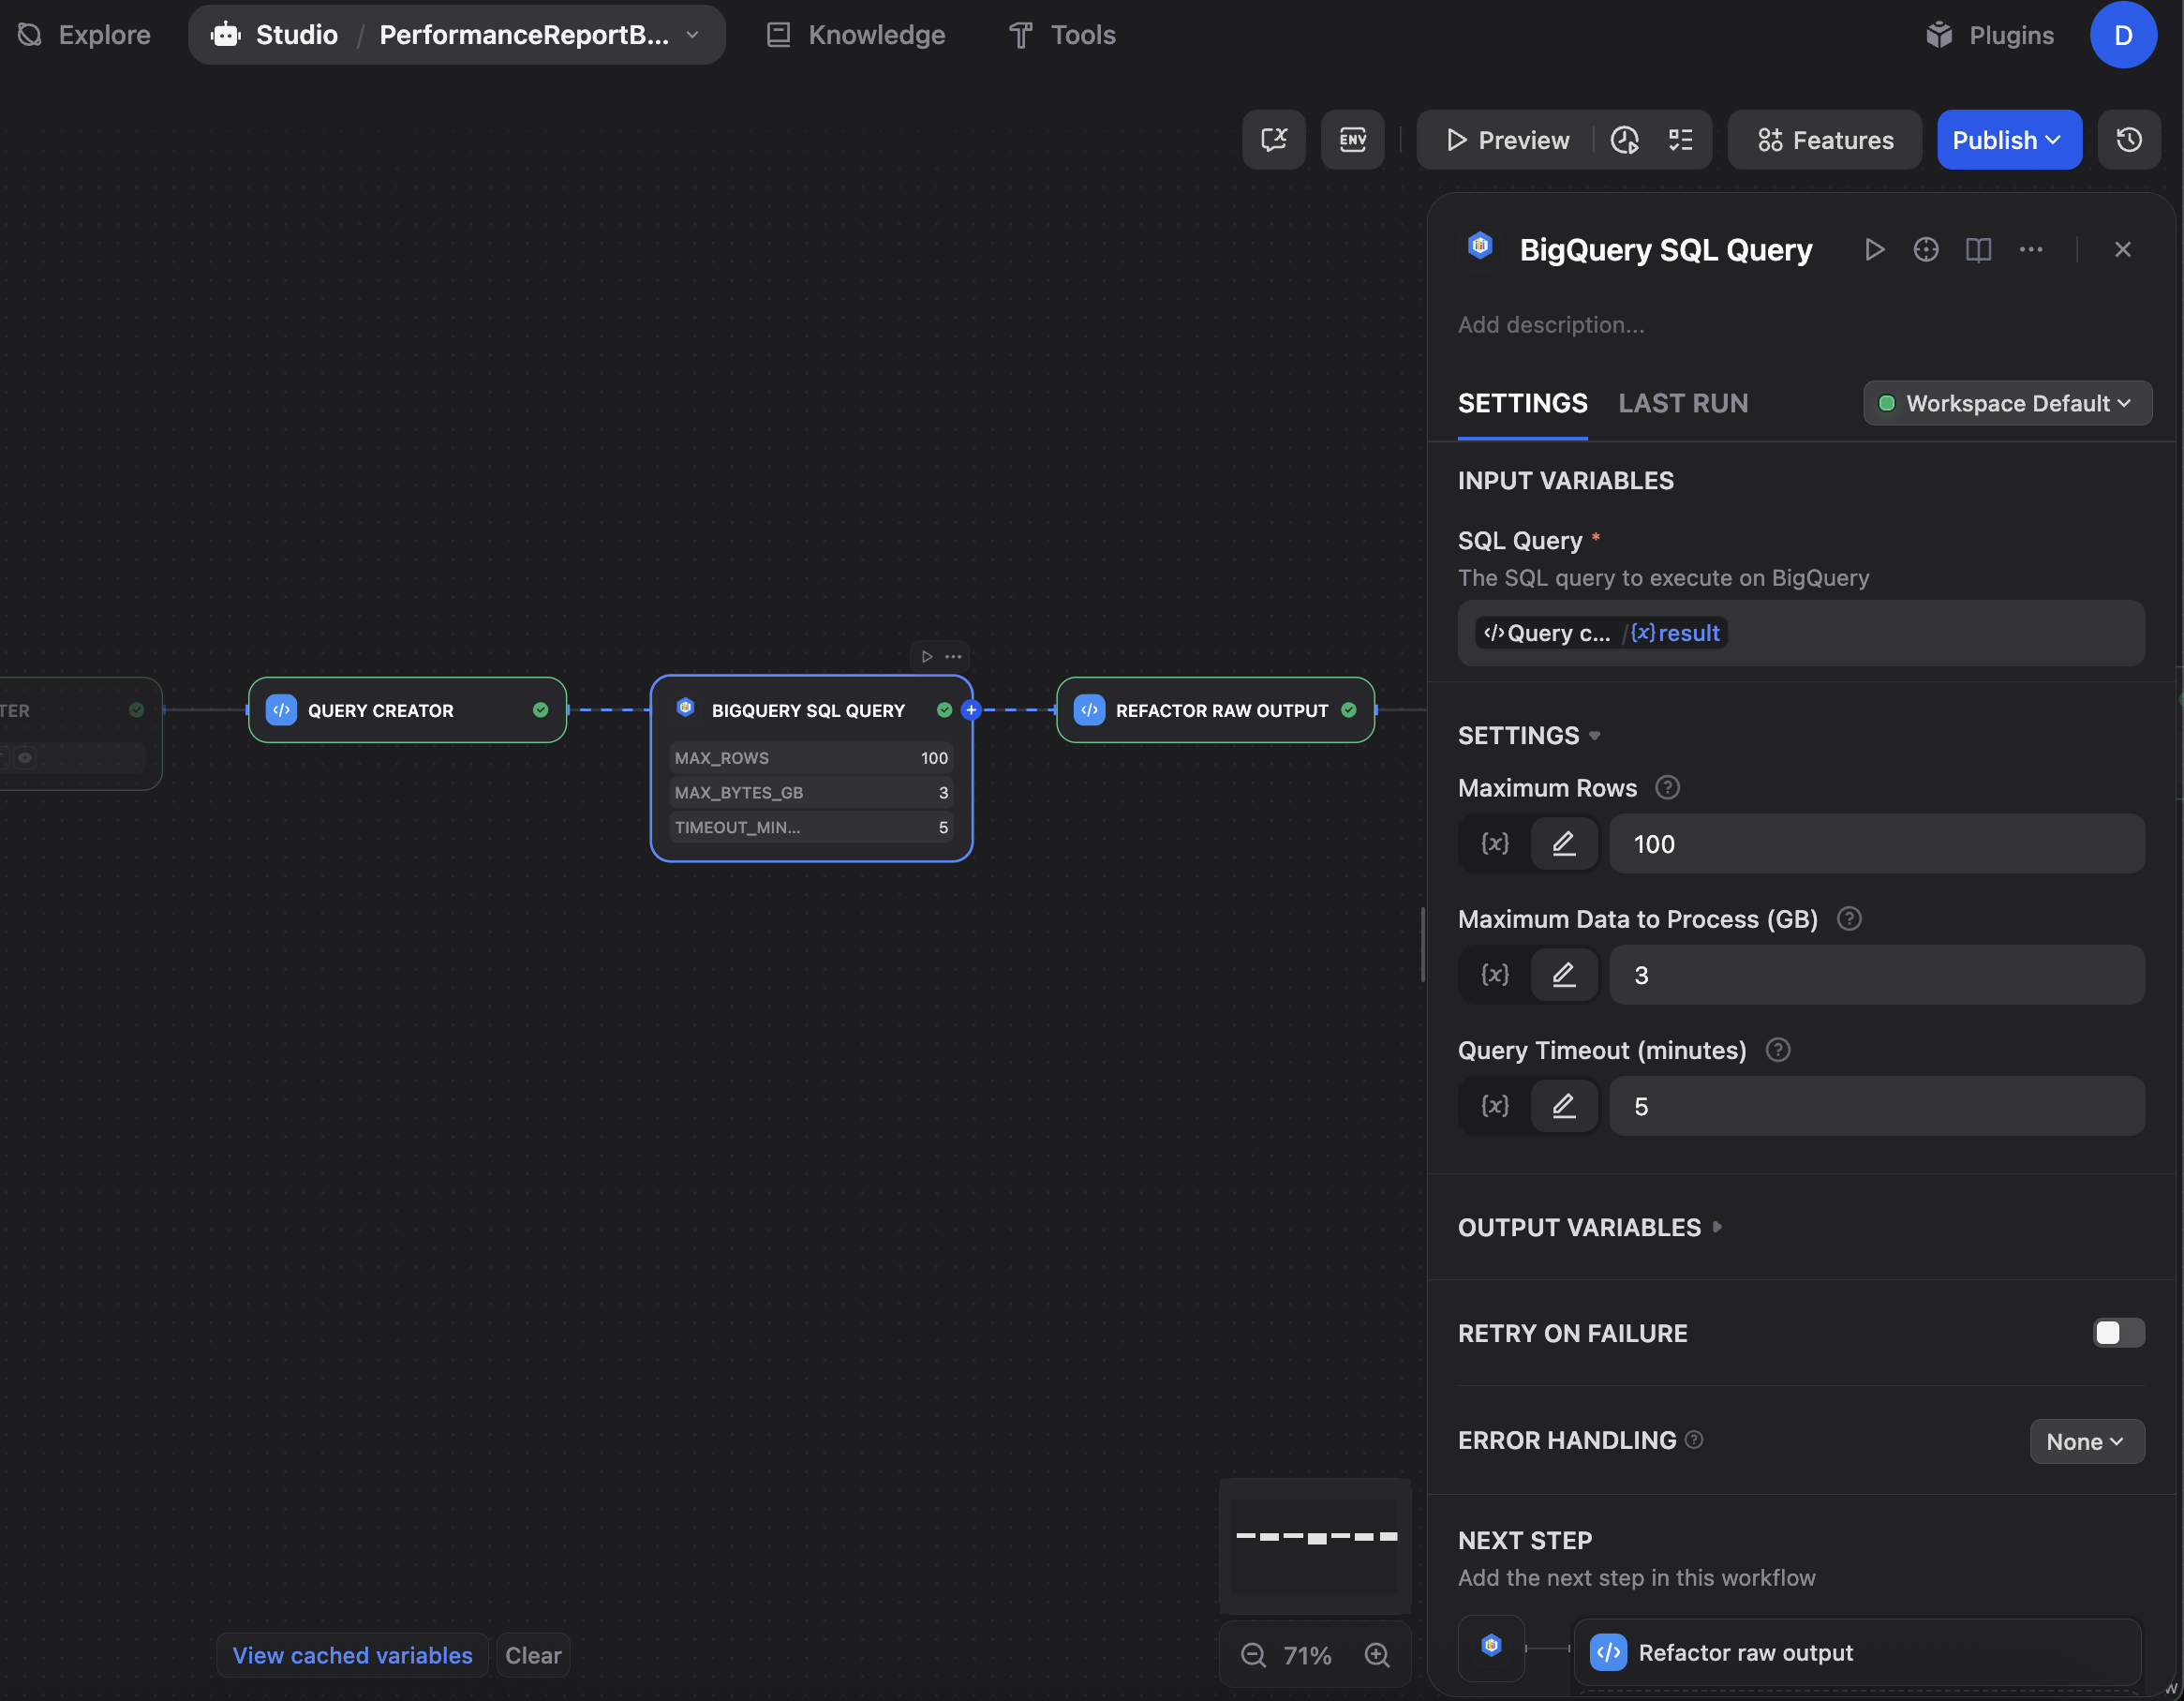 Explore
Studio / PerformanceReportB...
Knowledge
Tools
Plugins
D
ENV
Preview
Features
Publish
BigQuery SQL Query
Add description...
SETTINGS
LAST RUN
Workspace Default
INPUT VARIABLES
SQL Query *
The SQL query to execute on BigQuery
Query c... /{x}result
TER
QUERY CREATOR
BIGQUERY SQL QUERY
MAX_ROWS 100
MAX_BYTES_GB 3
TIMEOUT_MIN... 5
REFACTOR RAW OUTPUT
SETTINGS
Maximum Rows
{x} 100
Maximum Data to Process (GB)
{x} 3
Query Timeout (minutes)
{x} 5
OUTPUT VARIABLES
RETRY ON FAILURE
ERROR HANDLING
None
NEXT STEP
Add the next step in this workflow
Refactor raw output
View cached variables
Clear
71%